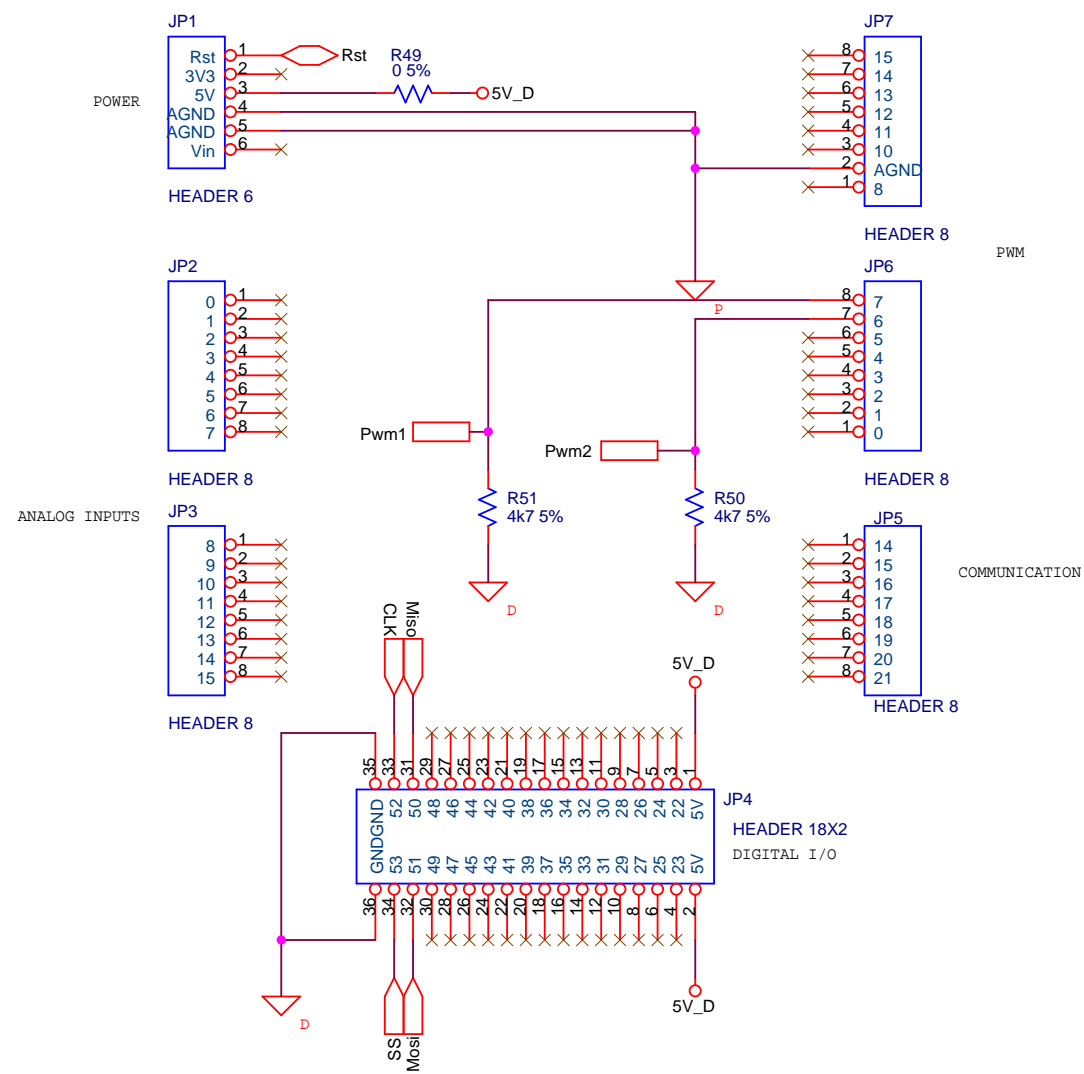 JP1
Rst 1 Rst
3V3 2
5V 3
AGND 4
AGND 5
Vin 6
POWER
HEADER 6
R49
0 5%
5V_D
JP7
8 15
7 14
6 13
5 12
4 11
3 10
2 AGND
1 8
HEADER 8
PWM
P
JP2
0 1
1 2
2 3
3 4
4 5
5 6
6 7
7 8
HEADER 8
JP6
8 7
7 6
6 5
5 4
4 3
3 2
2 1
1 0
HEADER 8
Pwm1
Pwm2
R51
4k7 5%
D
R50
4k7 5%
D
ANALOG INPUTS
JP3
8 1
9 2
10 3
11 4
12 5
13 6
14 7
15 8
HEADER 8
JP5
1 14
2 15
3 16
4 17
5 18
6 19
7 20
8 21
HEADER 8
COMMUNICATION
CLK
Miso
5V_D
35 33 31 29 27 25 23 21 19 17 15 13 11 9 7 5 3 1
GND 52 50 48 46 44 42 40 38 36 34 32 30 28 26 24 22 5V
GND 53 51 49 47 45 43 41 39 37 35 33 31 29 27 25 23 5V
36 34 32 30 28 26 24 22 20 18 16 14 12 10 8 6 4 2
JP4
HEADER 18X2
DIGITAL I/O
D
SS
Mosi
5V_D